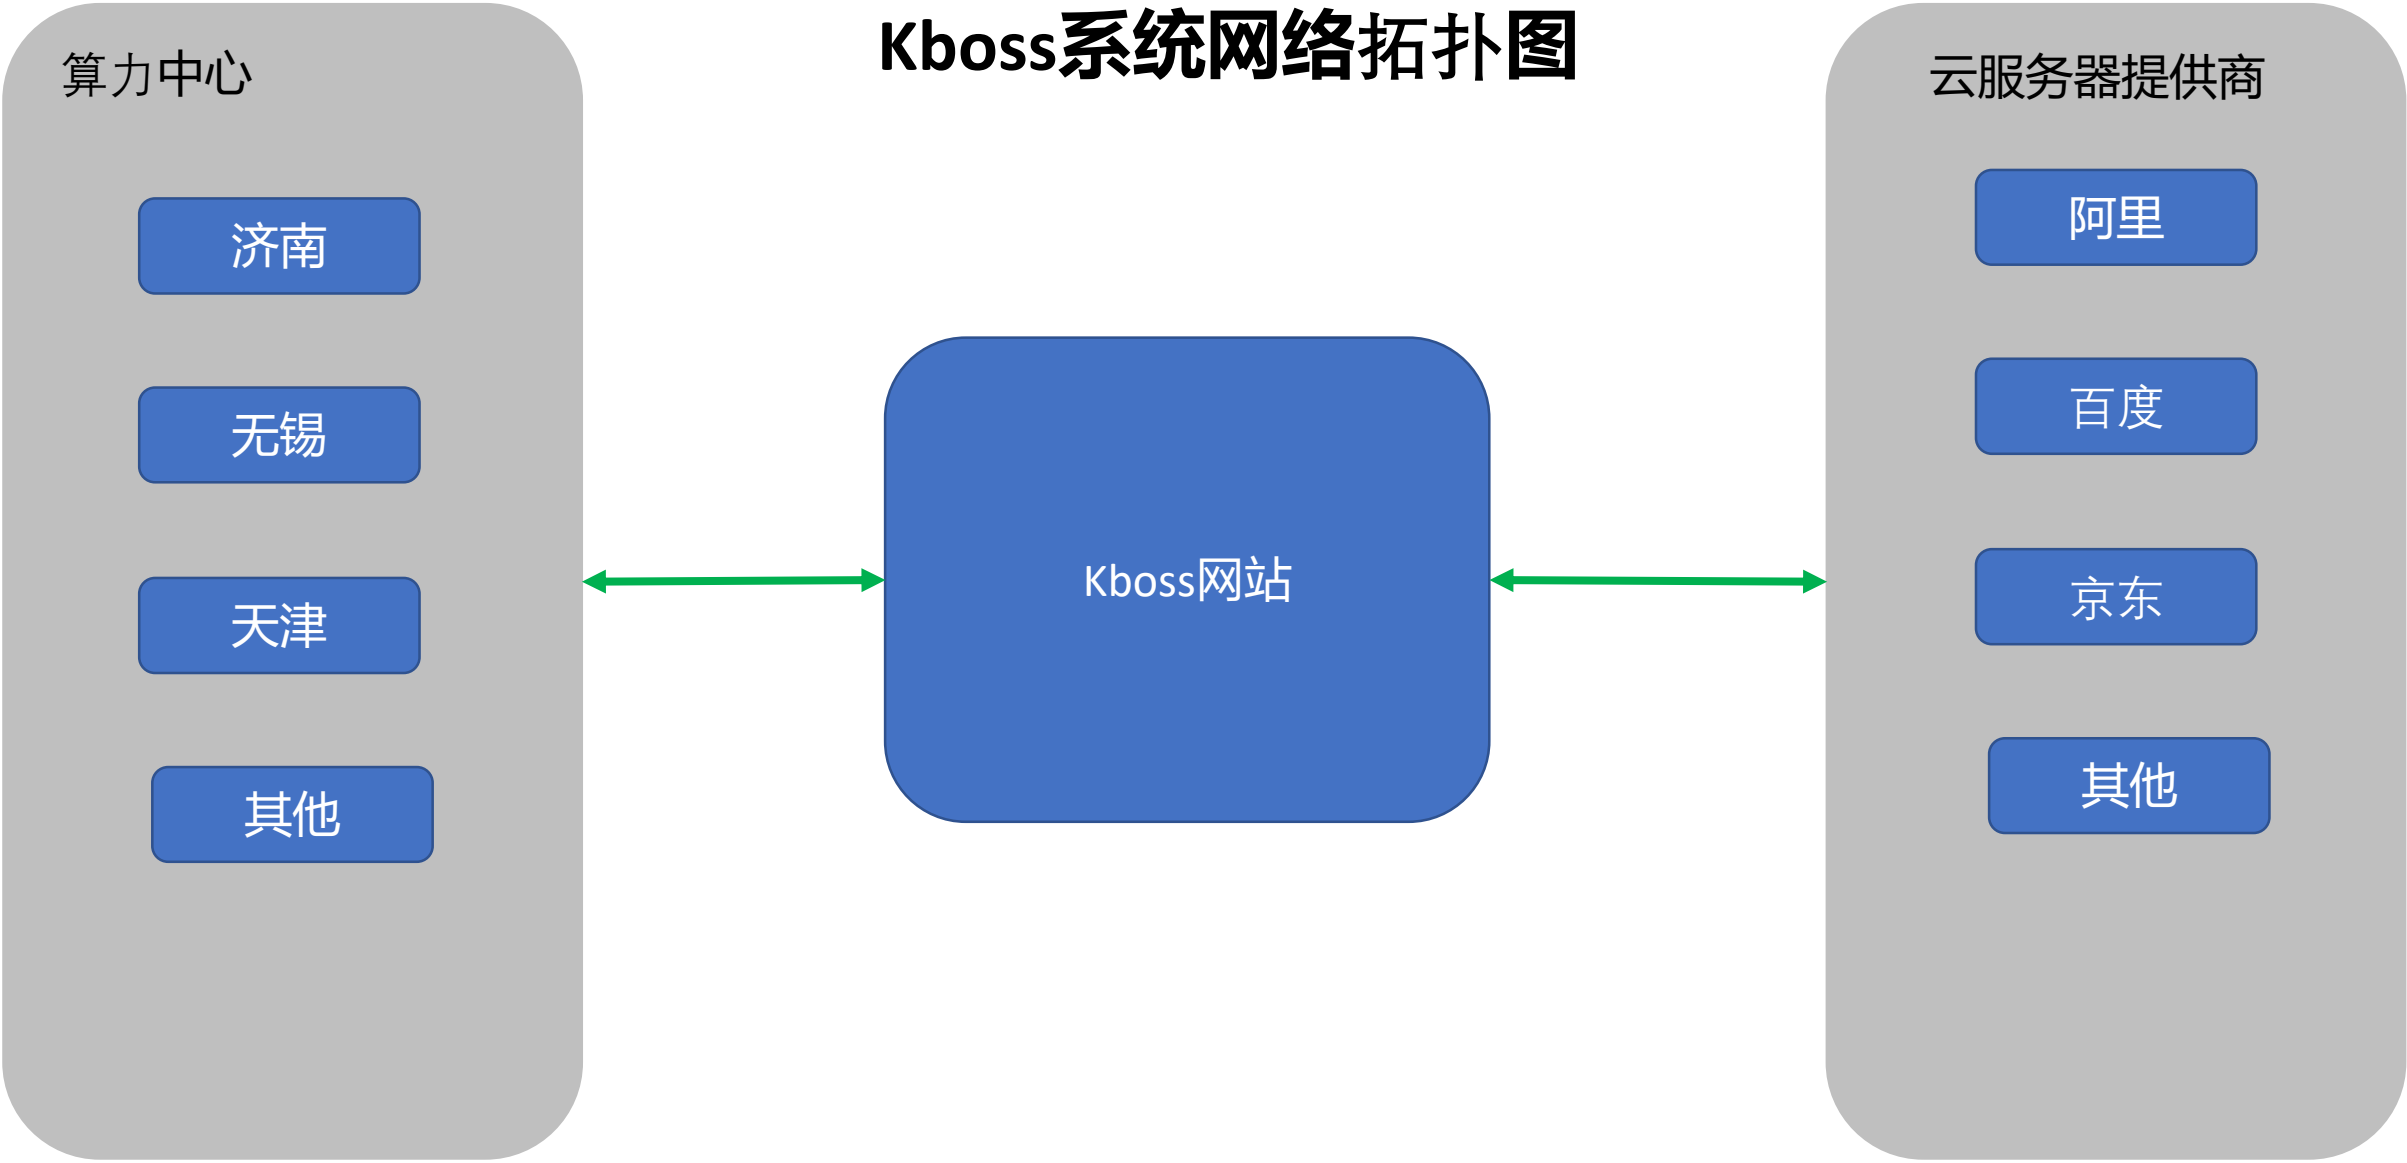 Kboss系统网络拓扑图
算力中心
济南
无锡
天津
其他
Kboss网站
云服务器提供商
阿里
百度
京东
其他